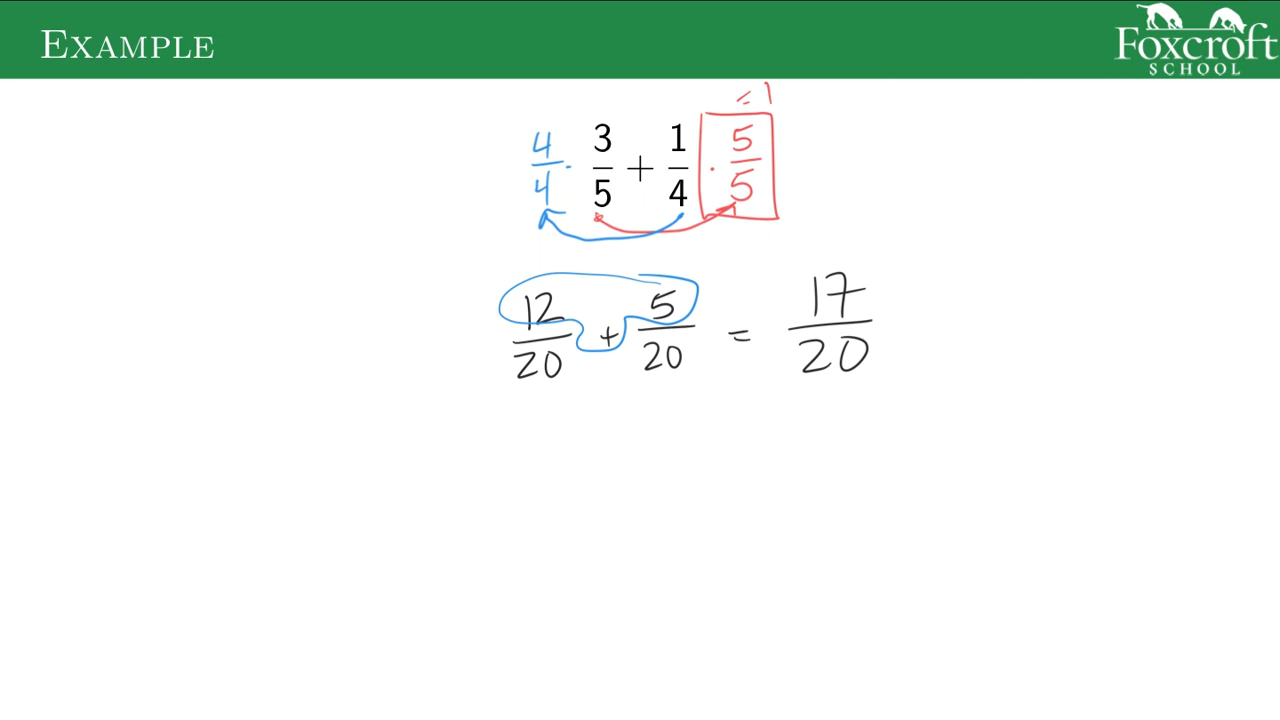 EXAMPLE
Foxcroft
SCHOOL
= 1
4/4 · 3/5 + 1/4 · 5/5
12/20 + 5/20 = 17/20